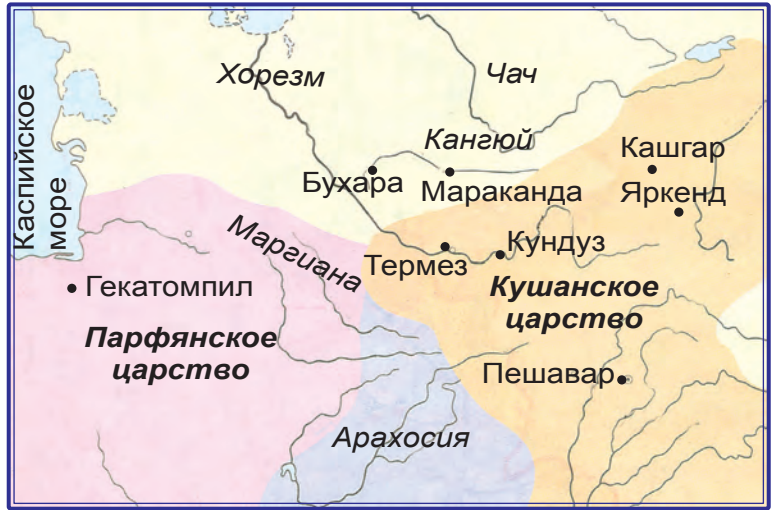 Хорезм
Чач
Каспийское
море
Кангюй
Кашгар
Бухара
Мараканда
Яркенд
Маргиана
Термез
Кундуз
Гекатомпил
Кушанское
царство
Парфянское
царство
Пешавар
Арахосия